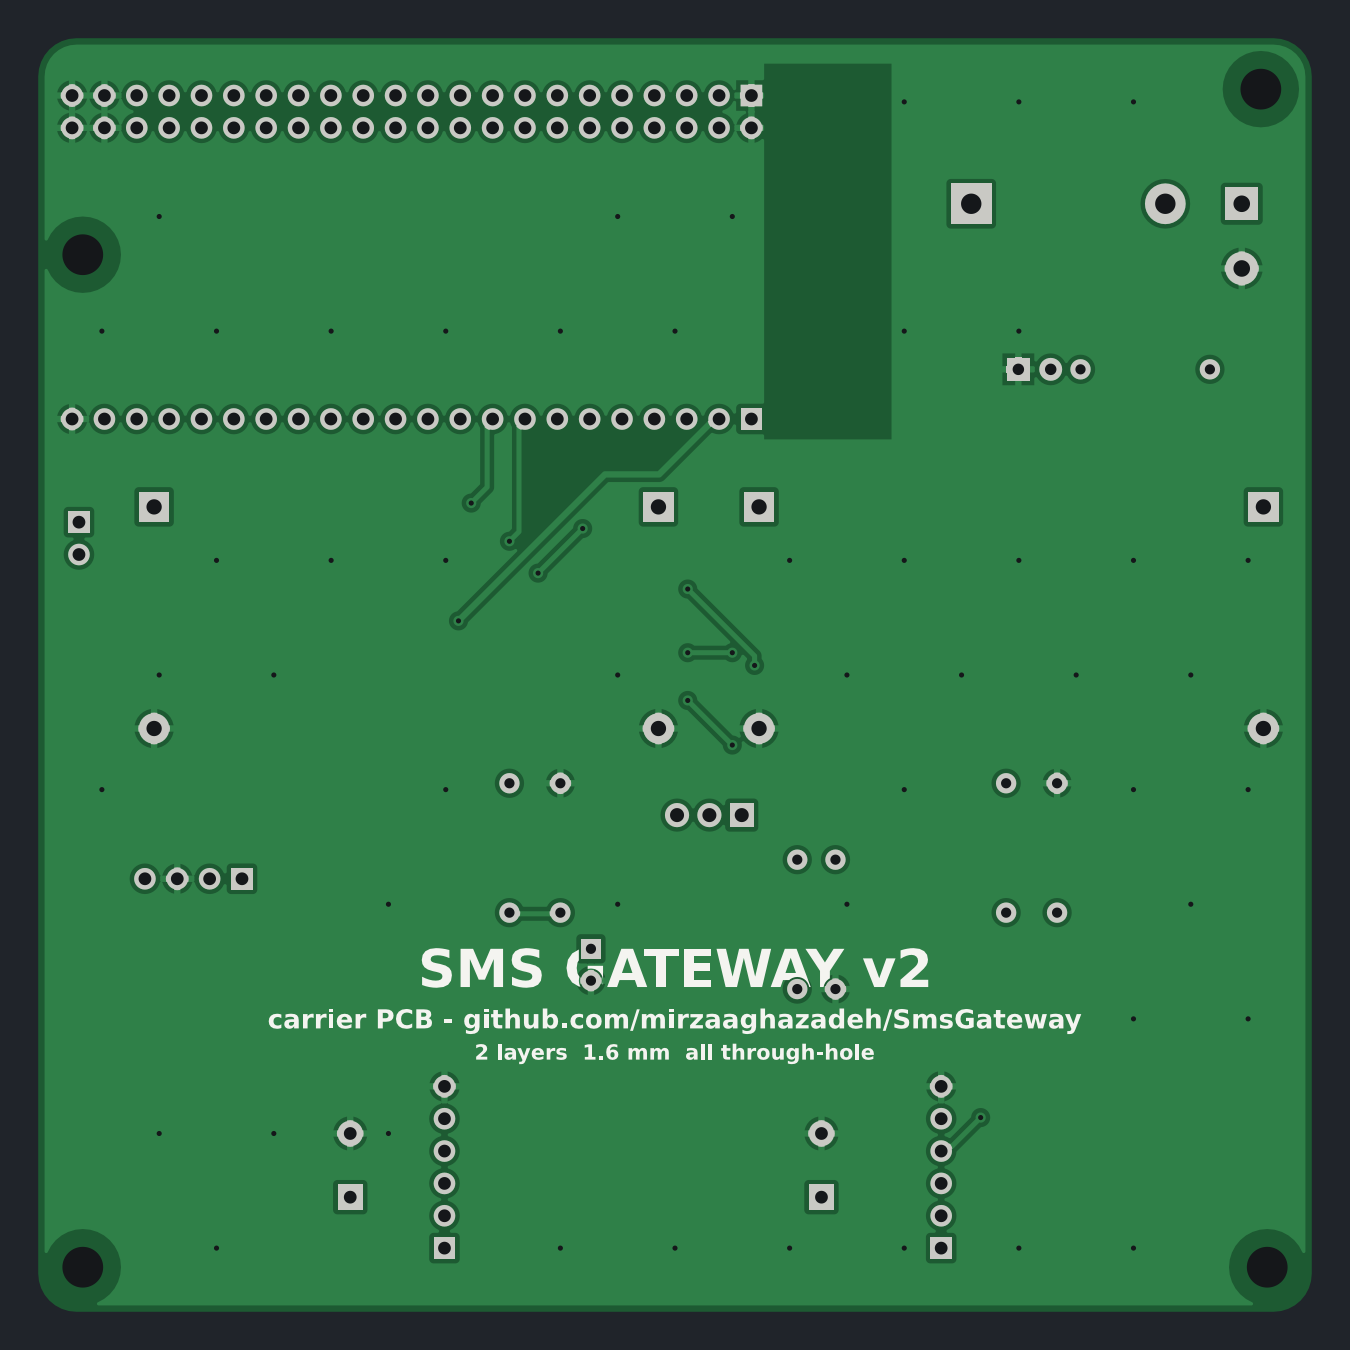 SMS GATEWAY v2
carrier PCB - github.com/mirzaaghazadeh/SmsGateway
2 layers  1.6 mm  all through-hole